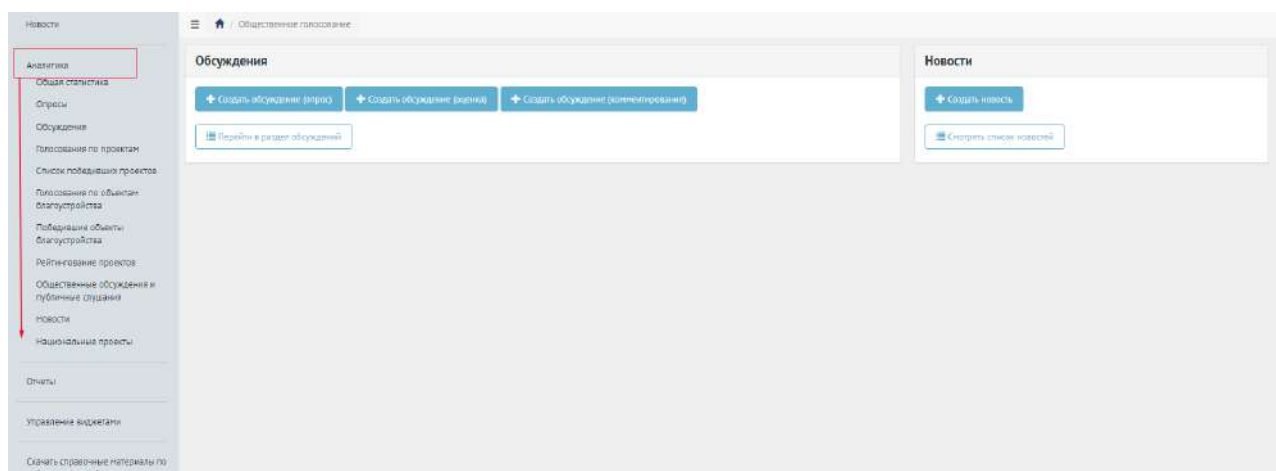 Новости
Аналитика
Общая статистика
Опросы
Обсуждения
Голосования по проектам
Список победивших проектов
Голосования по объектам
благоустройства
Победившие объекты
благоустройства
Рейтингование проектов
Общественные обсуждения и
публичные слушания
Новости
Национальные проекты
Отчеты
Управление виджетами
Скачать справочные материалы по
/ Общественное голосование
Обсуждения
Создать обсуждение (опрос)
Создать обсуждение (оценка)
Создать обсуждение (комментирование)
Перейти в раздел обсуждений
Новости
Создать новость
Смотреть список новостей